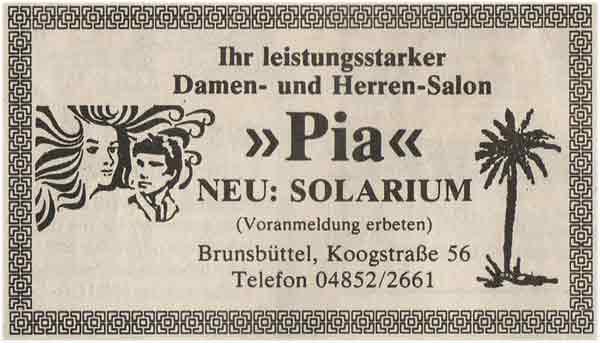 Ihr leistungsstarker
Damen- und Herren-Salon
»Pia«
NEU: SOLARIUM
(Voranmeldung erbeten)
Brunsbüttel, Koogstraße 56
Telefon 04852/2661